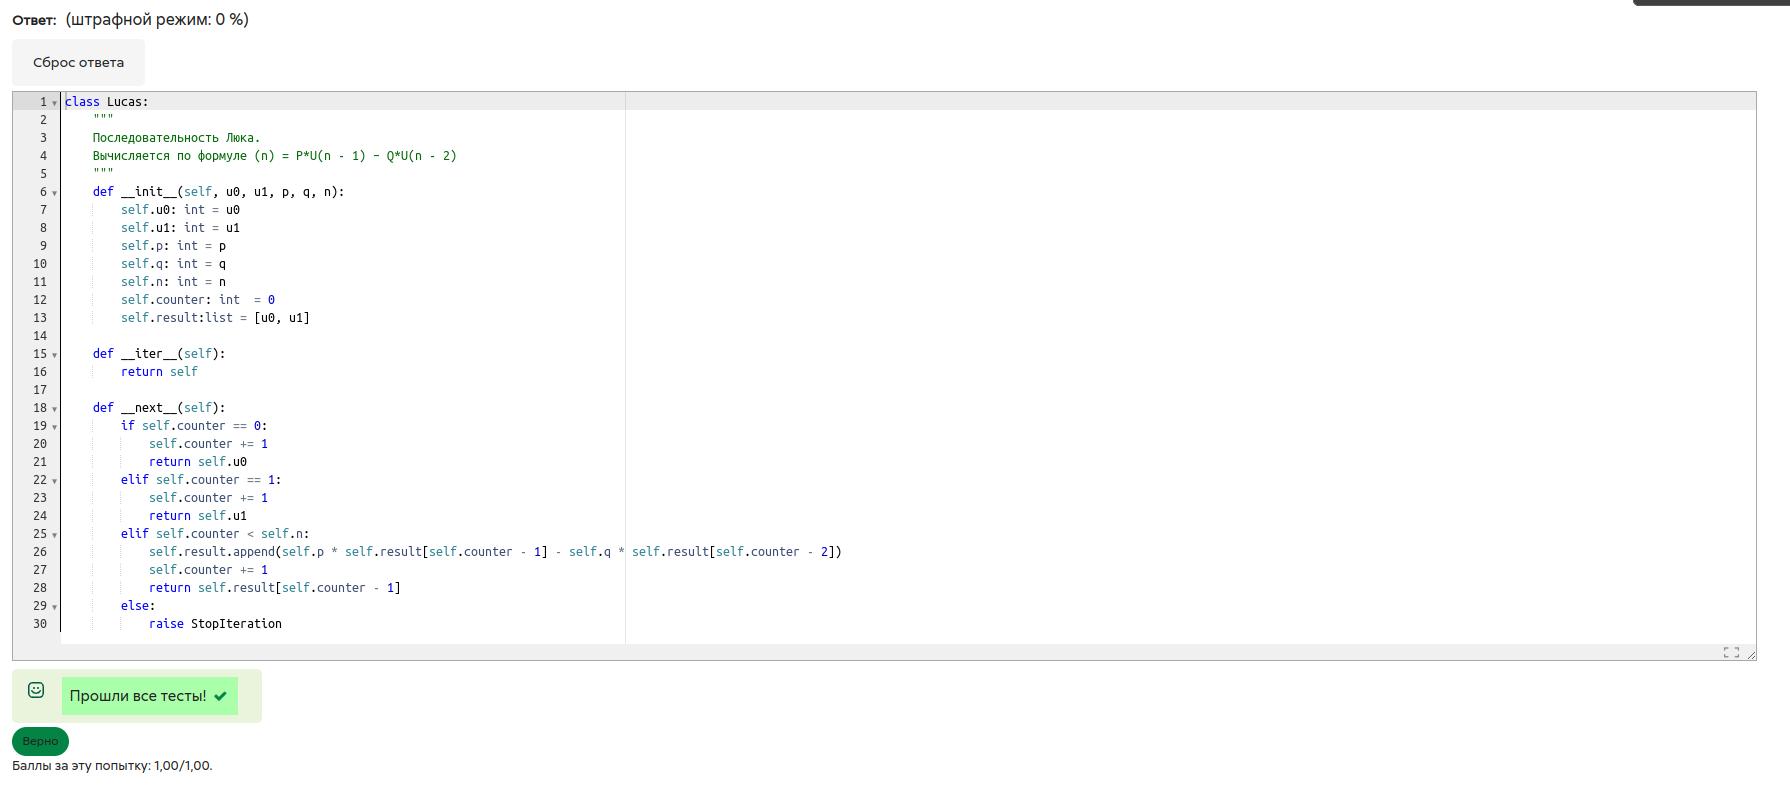 Ответ: (штрафной режим: 0 %)
Сброс ответа
1 class Lucas:
2     """
3     Последовательность Люка.
4     Вычисляется по формуле (n) = P*U(n - 1) − Q*U(n - 2)
5     """
6     def __init__(self, u0, u1, p, q, n):
7         self.u0: int = u0
8         self.u1: int = u1
9         self.p: int = p
10         self.q: int = q
11         self.n: int = n
12         self.counter: int  = 0
13         self.result:list = [u0, u1]
14
15     def __iter__(self):
16         return self
17
18     def __next__(self):
19         if self.counter == 0:
20             self.counter += 1
21             return self.u0
22         elif self.counter == 1:
23             self.counter += 1
24             return self.u1
25         elif self.counter < self.n:
26             self.result.append(self.p * self.result[self.counter - 1] - self.q * self.result[self.counter - 2])
27             self.counter += 1
28             return self.result[self.counter - 1]
29         else:
30             raise StopIteration
Прошли все тесты!
Верно
Баллы за эту попытку: 1,00/1,00.